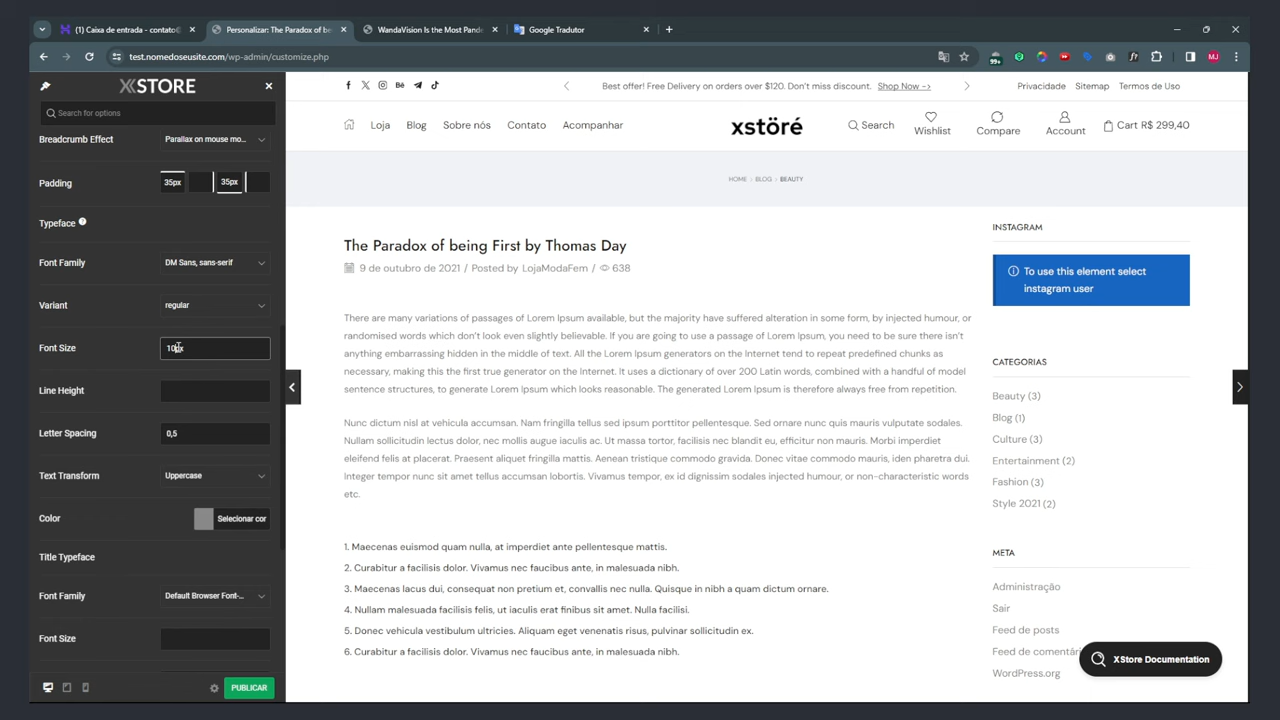 (1) Caixa de entrada - contato@
Personalizar: The Paradox of be
WandaVision Is the Most Pand
Google Tradutor
test.nomedoseusite.com/wp-admin/customize.php
99+
MJ
XSTORE
Search for options
Breadcrumb Effect
Parallax on mouse mo...
Padding
35px
35px
Typeface
Font Family
DM Sans, sans-serif
Variant
regular
Font Size
10px
Line Height
Letter Spacing
0,5
Text Transform
Uppercase
Color
Selecionar cor
Title Typeface
Font Family
Default Browser Font-...
Font Size
PUBLICAR
Best offer! Free Delivery on orders over $120. Don't miss discount. Shop Now ->
Privacidade Sitemap Termos de Uso
Loja Blog Sobre nós Contato Acompanhar
xstöré
Search
Wishlist
Compare
Account
Cart R$ 299,40
HOME > BLOG > BEAUTY
The Paradox of being First by Thomas Day
9 de outubro de 2021 / Posted by LojaModaFem / 638
There are many variations of passages of Lorem Ipsum available, but the majority have suffered alteration in some form, by injected humour, or
randomised words which don't look even slightly believable. If you are going to use a passage of Lorem Ipsum, you need to be sure there isn't
anything embarrassing hidden in the middle of text. All the Lorem Ipsum generators on the Internet tend to repeat predefined chunks as
necessary, making this the first true generator on the Internet. It uses a dictionary of over 200 Latin words, combined with a handful of model
sentence structures, to generate Lorem Ipsum which looks reasonable. The generated Lorem Ipsum is therefore always free from repetition.
Nunc dictum nisl at vehicula accumsan. Nam fringilla tellus sed ipsum porttitor pellentesque. Sed ornare nunc quis mauris vulputate sodales.
Nullam sollicitudin lectus dolor, nec mollis augue iaculis ac. Ut massa tortor, facilisis nec blandit eu, efficitur non mauris. Morbi imperdiet
eleifend felis at placerat. Praesent aliquet fringilla mattis. Aenean tristique commodo gravida. Donec vitae commodo mauris, iden pharetra dui.
Integer tempor nunc sit amet tellus accumsan lobortis. Vivamus tempor, ex id dignissim sodales injected humour, or non-characteristic words
etc.
1. Maecenas euismod quam nulla, at imperdiet ante pellentesque mattis.
2. Curabitur a facilisis dolor. Vivamus nec faucibus ante, in malesuada nibh.
3. Maecenas lacus dui, consequat non pretium et, convallis nec nulla. Quisque in nibh a quam dictum ornare.
4. Nullam malesuada facilisis felis, ut iaculis erat finibus sit amet. Nulla facilisi.
5. Donec vehicula vestibulum ultricies. Aliquam eget venenatis risus, pulvinar sollicitudin ex.
6. Curabitur a facilisis dolor. Vivamus nec faucibus ante, in malesuada nibh.
INSTAGRAM
To use this element select
instagram user
CATEGORIAS
Beauty (3)
Blog (1)
Culture (3)
Entertainment (2)
Fashion (3)
Style 2021 (2)
META
Administração
Sair
Feed de posts
Feed de comentári
WordPress.org
XStore Documentation